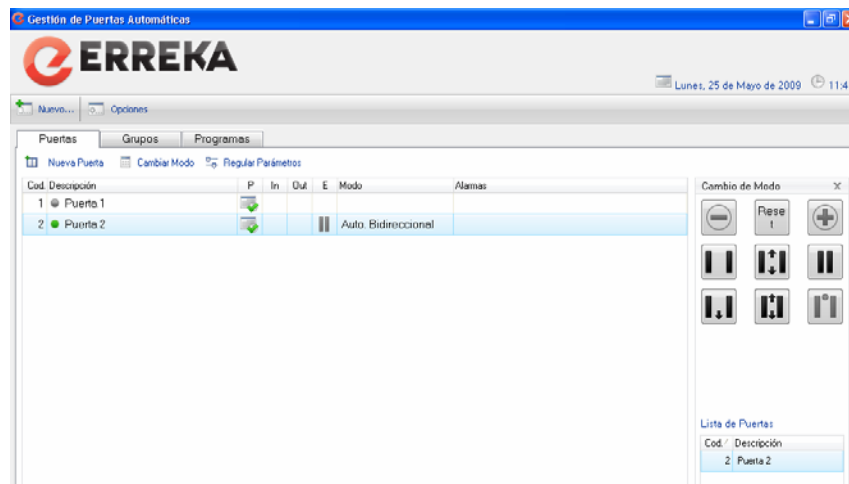 Gestión de Puertas Automáticas
ERREKA
Lunes, 25 de Mayo de 2009 11:4
Nuevo... Opciones
Puertas Grupos Programas
Nueva Puerta Cambiar Modo Regular Parámetros
Cod. Descripción P In Out E Modo Alarmas
1 Puerta 1
2 Puerta 2 Auto. Bidireccional
Cambio de Modo X
Rese
t
Lista de Puertas
Cod. Descripción
2 Puerta 2